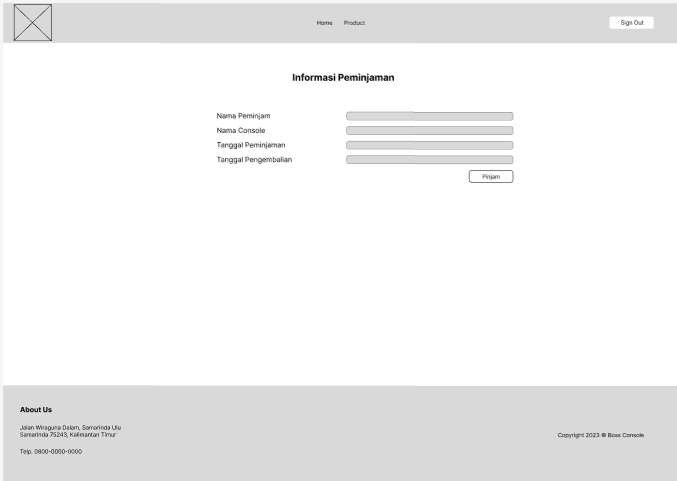 Home Product Sign Out
Informasi Peminjaman
Nama Peminjam
Nama Console
Tanggal Peminjaman
Tanggal Pengembalian
Pinjam
About Us
Jalan Wiraguna Dalam, Samarinda Ulu
Samarinda 75243, Kalimantan Timur
Telp. 0800-0000-0000
Copyright 2023 @ Boss Console